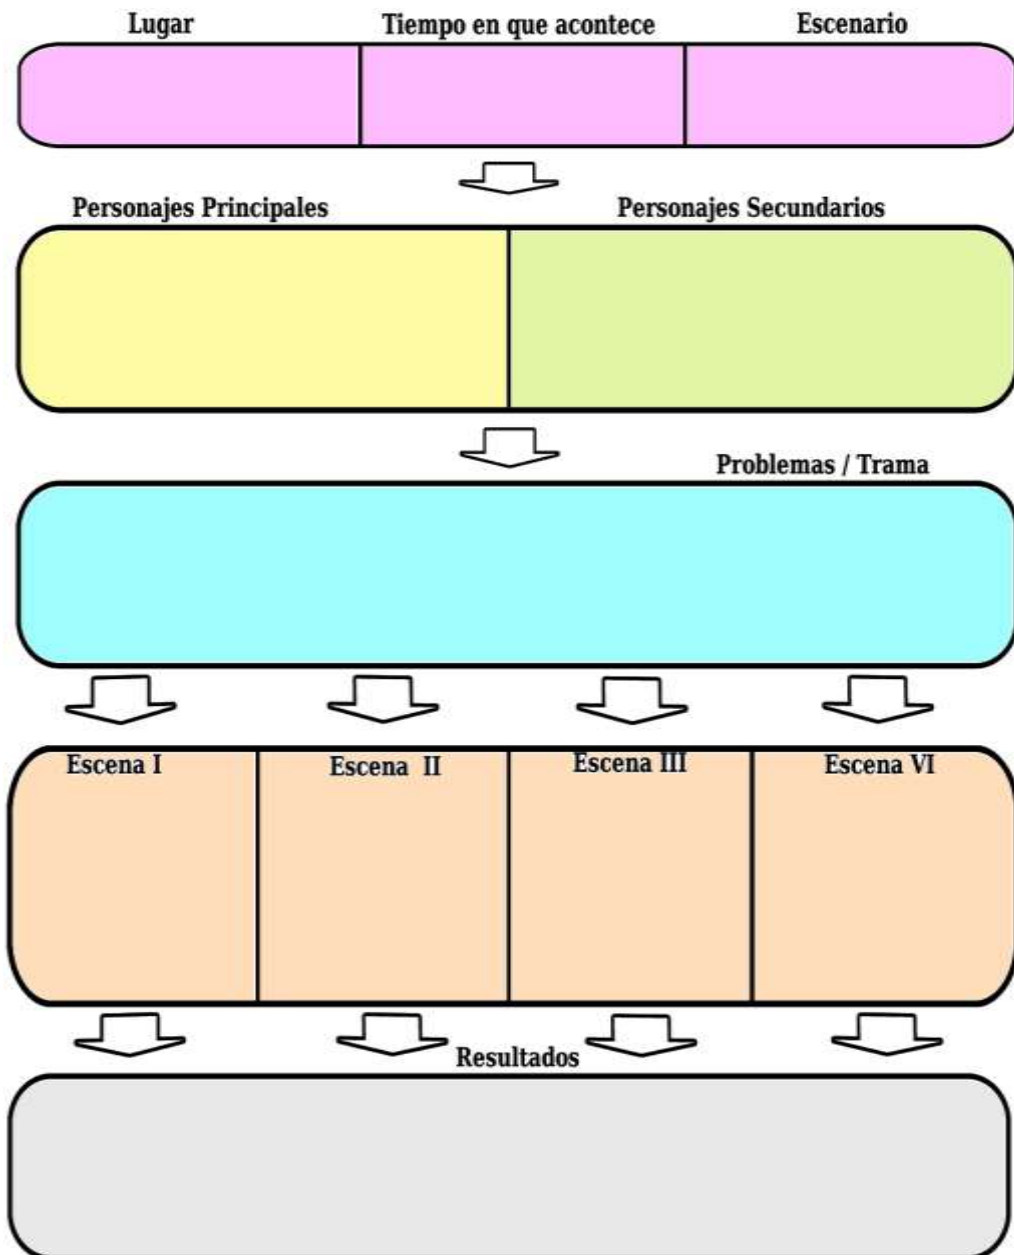 Lugar Tiempo en que acontece Escenario
Personajes Principales Personajes Secundarios
Problemas / Trama
Escena I Escena II Escena III Escena VI
Resultados